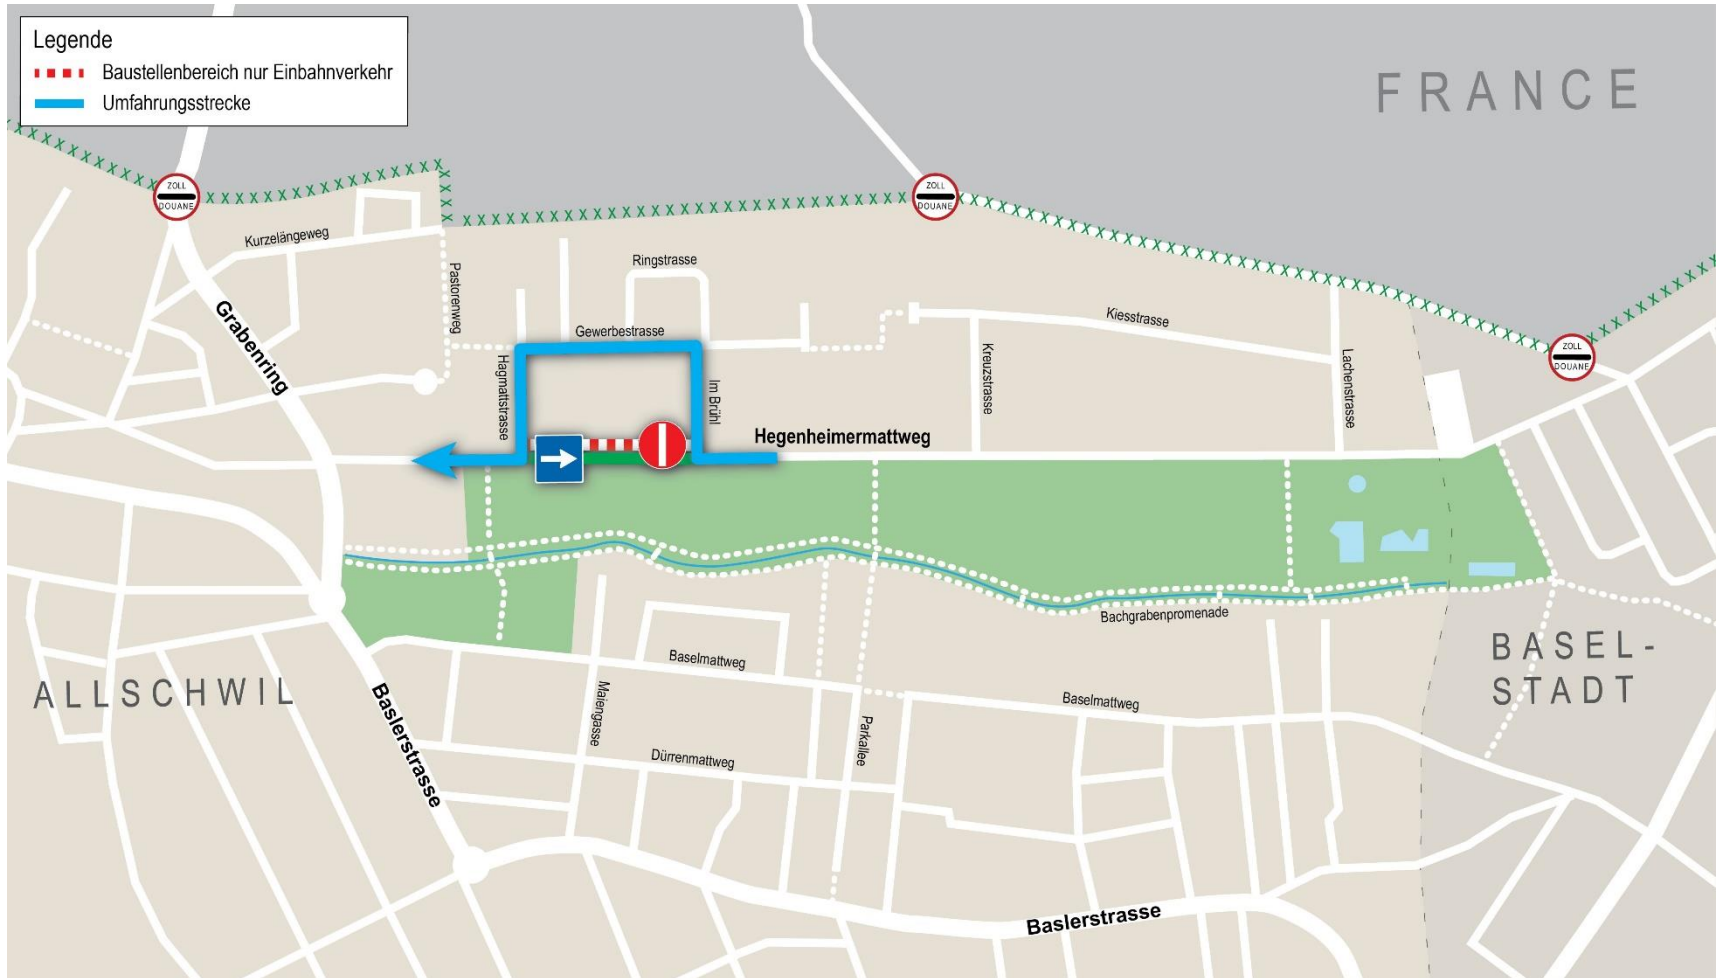 Legende
Baustellenbereich nur Einbahnverkehr
Umfahrungsstrecke
FRANCE
ZOLL
DOUANE
ZOLL
DOUANE
Kurzelängeweg
Pastorenweg
Ringstrasse
Grabenring
Gewerbestrasse
Kiesstrasse
ZOLL
DOUANE
Hagmattstrasse
Im Brühl
Kreuzstrasse
Lachenstrasse
Hegenheimermattweg
Bachgrabenpromenade
BASEL-
STADT
ALLSCHWIL
Baselmattweg
Baselmattweg
Maiengasse
Parkallee
Baslerstrasse
Dürrenmattweg
Baslerstrasse